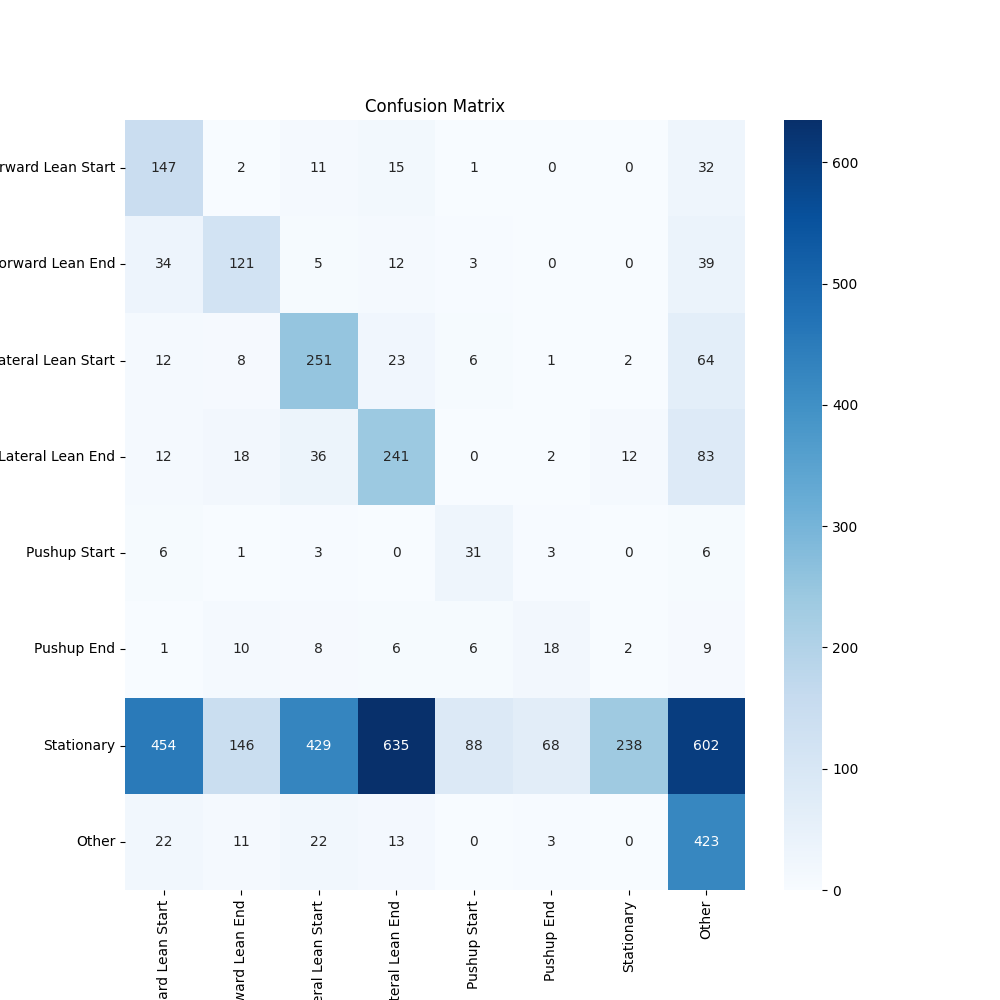 Confusion Matrix
rward Lean Start 147 2 11 15 1 0 0 32
orward Lean End 34 121 5 12 3 0 0 39
ateral Lean Start 12 8 251 23 6 1 2 64
Lateral Lean End 12 18 36 241 0 2 12 83
Pushup Start 6 1 3 0 31 3 0 6
Pushup End 1 10 8 6 6 18 2 9
Stationary 454 146 429 635 88 68 238 602
Other 22 11 22 13 0 3 0 423
ard Lean Start
ward Lean End
eral Lean Start
teral Lean End
Pushup Start
Pushup End
Stationary
Other
600
500
400
300
200
100
0